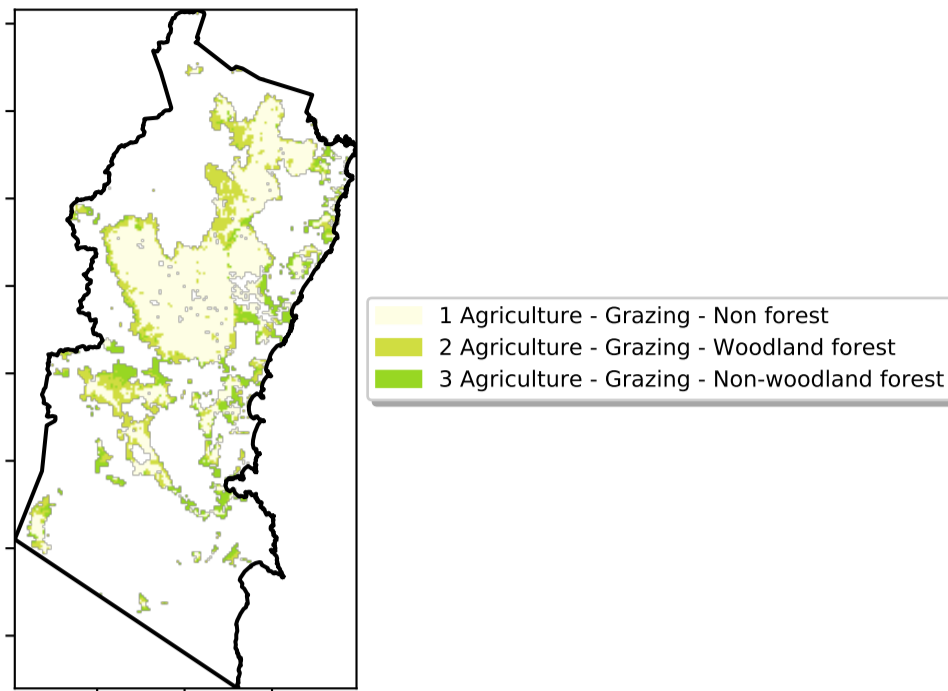 1 Agriculture - Grazing - Non forest
2 Agriculture - Grazing - Woodland forest
3 Agriculture - Grazing - Non-woodland forest